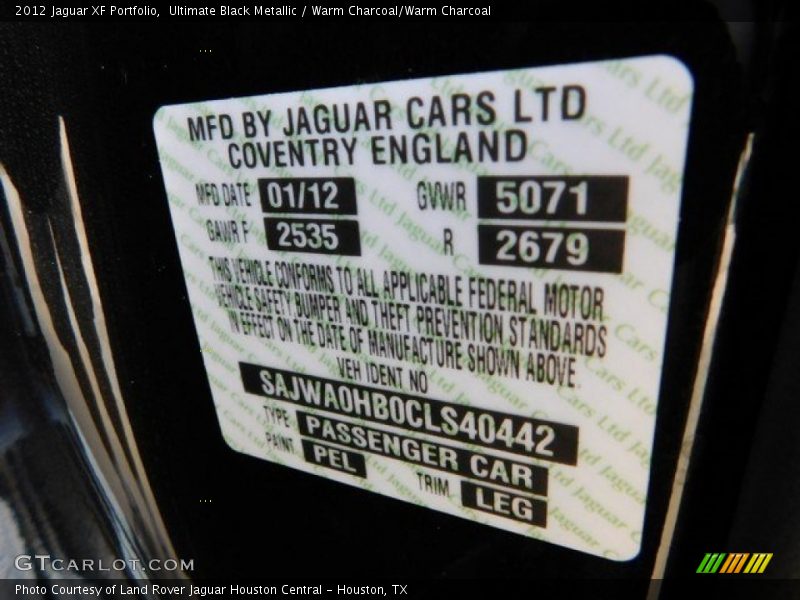 2012 Jaguar XF Portfolio,  Ultimate Black Metallic / Warm Charcoal/Warm Charcoal
MFD BY JAGUAR CARS LTD
COVENTRY ENGLAND
MFD DATE 01/12 GVWR 5071
GAWR F 2535 R 2679
THIS VEHICLE CONFORMS TO ALL APPLICABLE FEDERAL MOTOR
VEHICLE SAFETY BUMPER AND THEFT PREVENTION STANDARDS
IN EFFECT ON THE DATE OF MANUFACTURE SHOWN ABOVE.
VEH IDENT NO
SAJWA0HB0CLS40442
TYPE PASSENGER CAR
PAINT PEL TRIM LEG
GTCARLOT.COM
Photo Courtesy of Land Rover Jaguar Houston Central - Houston, TX